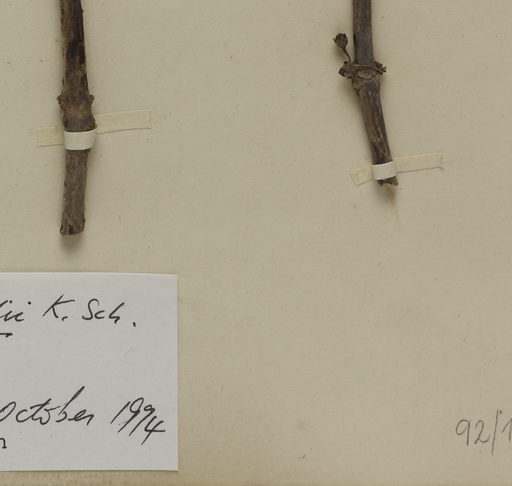 ii K. Sch.
October 1994
n
92/1